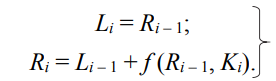 Lᵢ = Rᵢ₋₁;
Rᵢ = Lᵢ₋₁ + f(Rᵢ₋₁, Kᵢ).